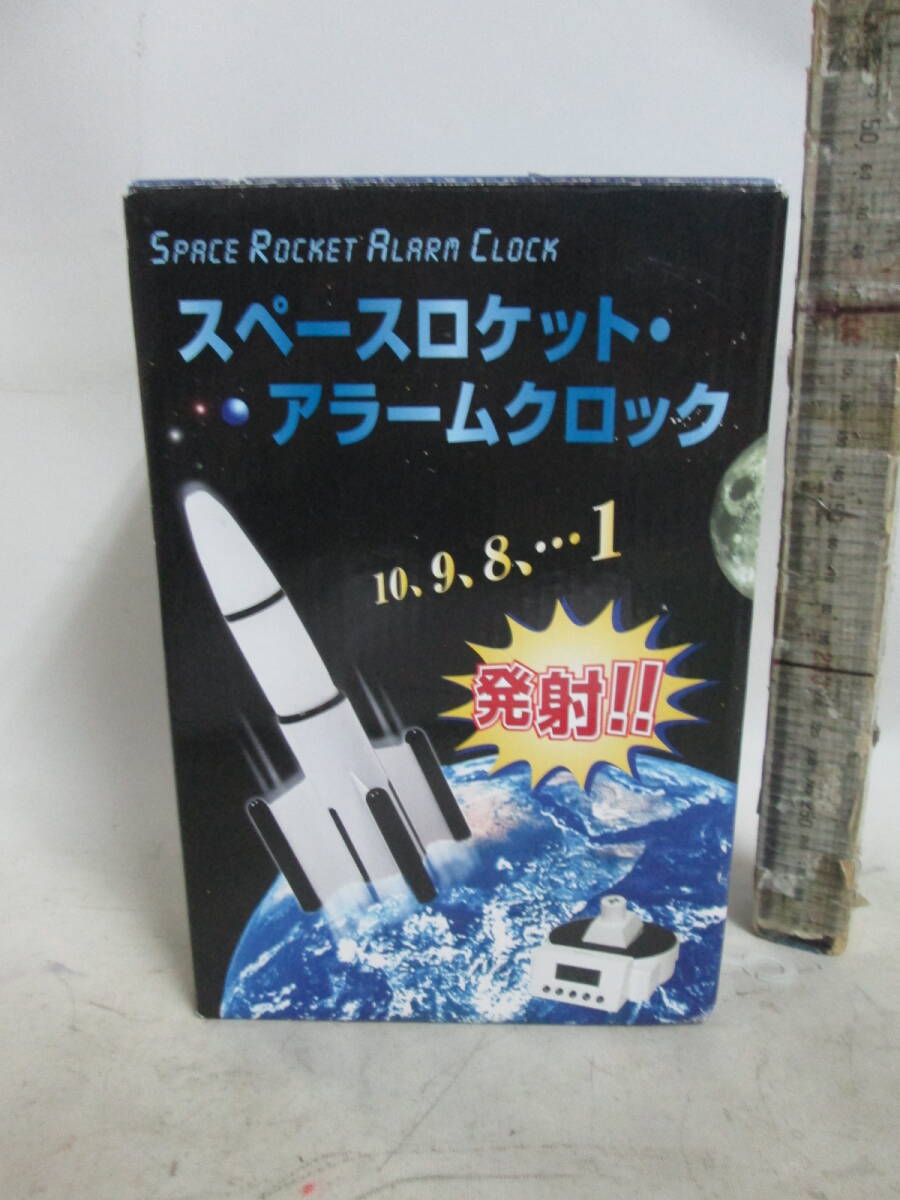 SPACE ROCKET ALARM CLOCK
スペースロケット・
・アラームクロック
10、9、8、…1
発射!!